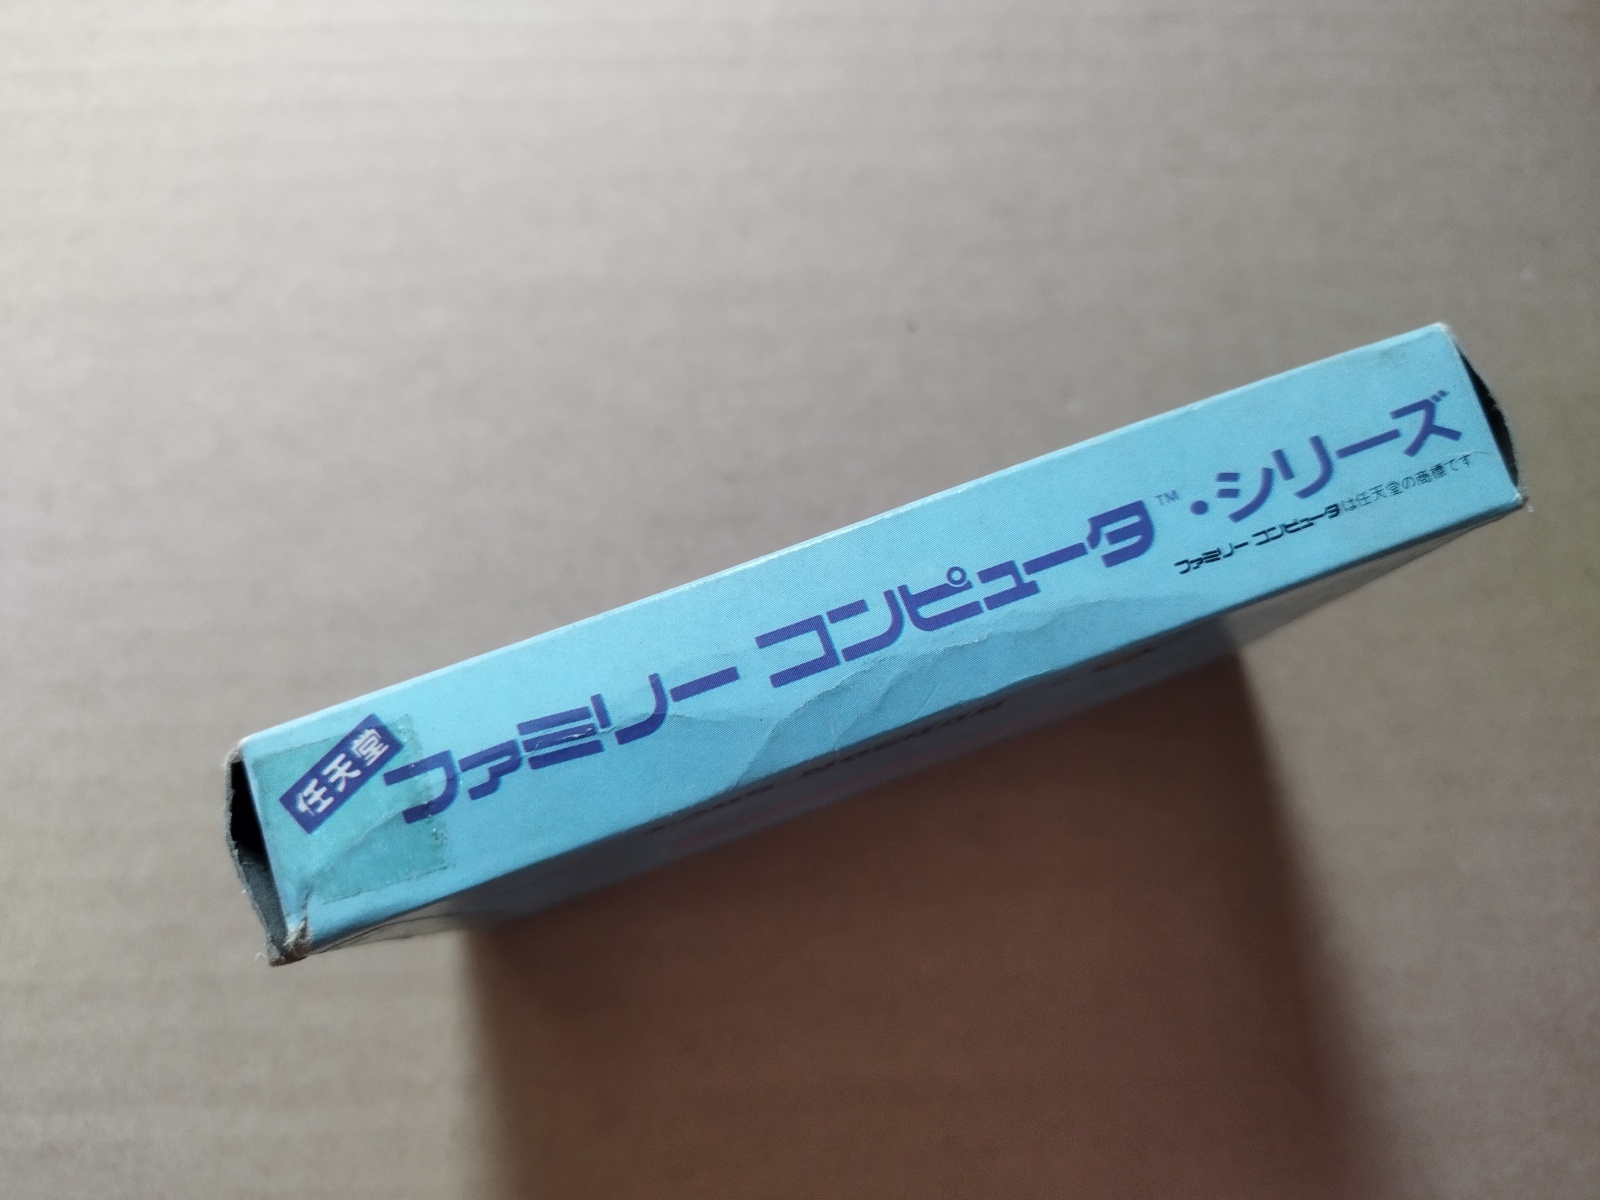 任天堂 ファミリー コンピュータ™・シリーズ
ファミリー コンピュータは任天堂の商標です